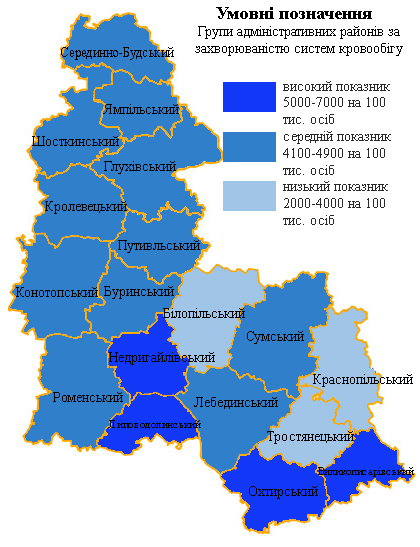 Умовні позначення
Групи адміністративних районів за
захворюваністю систем кровообігу
високий показник
5000-7000 на 100
тис. осіб
середній показник
4100-4900 на 100
тис. осіб
низький показник
2000-4000 на 100
тис. осіб
Серединно-Будський
Ямпільський
Шосткинський
Глухівський
Кролевецький
Путивльський
Конотопський
Буринський
Білопільський
Сумський
Недригайлівський
Краснопільський
Роменський
Лебединський
Липоводолинський
Тростянецький
Великописарівський
Охтирський